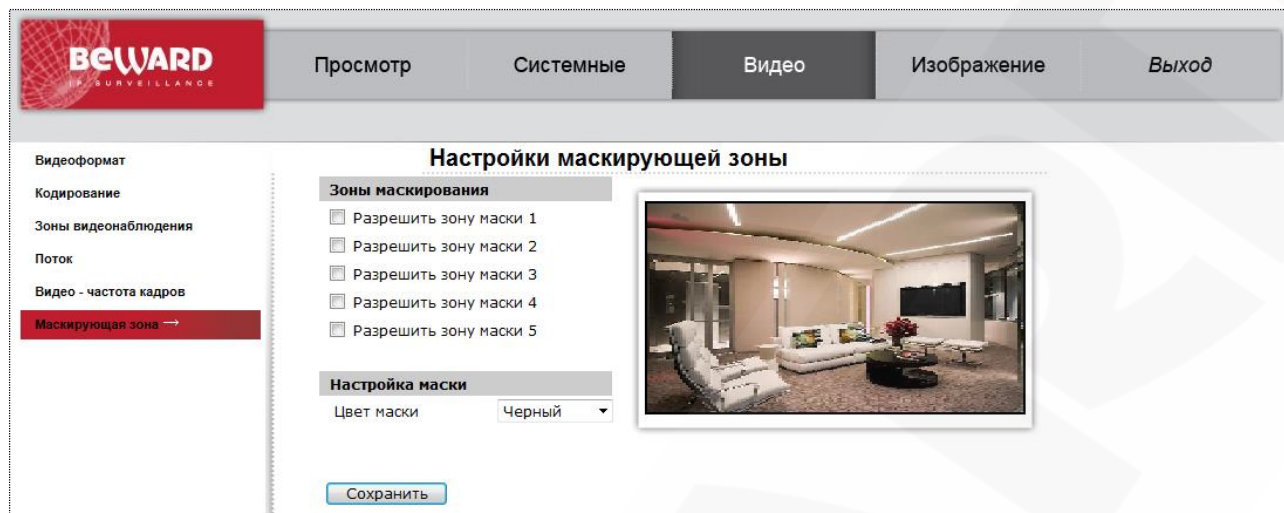 BEWARD
IP SURVEILLANCE
Просмотр
Системные
Видео
Изображение
Выход
Видеоформат
Кодирование
Зоны видеонаблюдения
Поток
Видео - частота кадров
Маскирующая зона →
Настройки маскирующей зоны
Зоны маскирования
Разрешить зону маски 1
Разрешить зону маски 2
Разрешить зону маски 3
Разрешить зону маски 4
Разрешить зону маски 5
Настройка маски
Цвет маски Черный
Сохранить